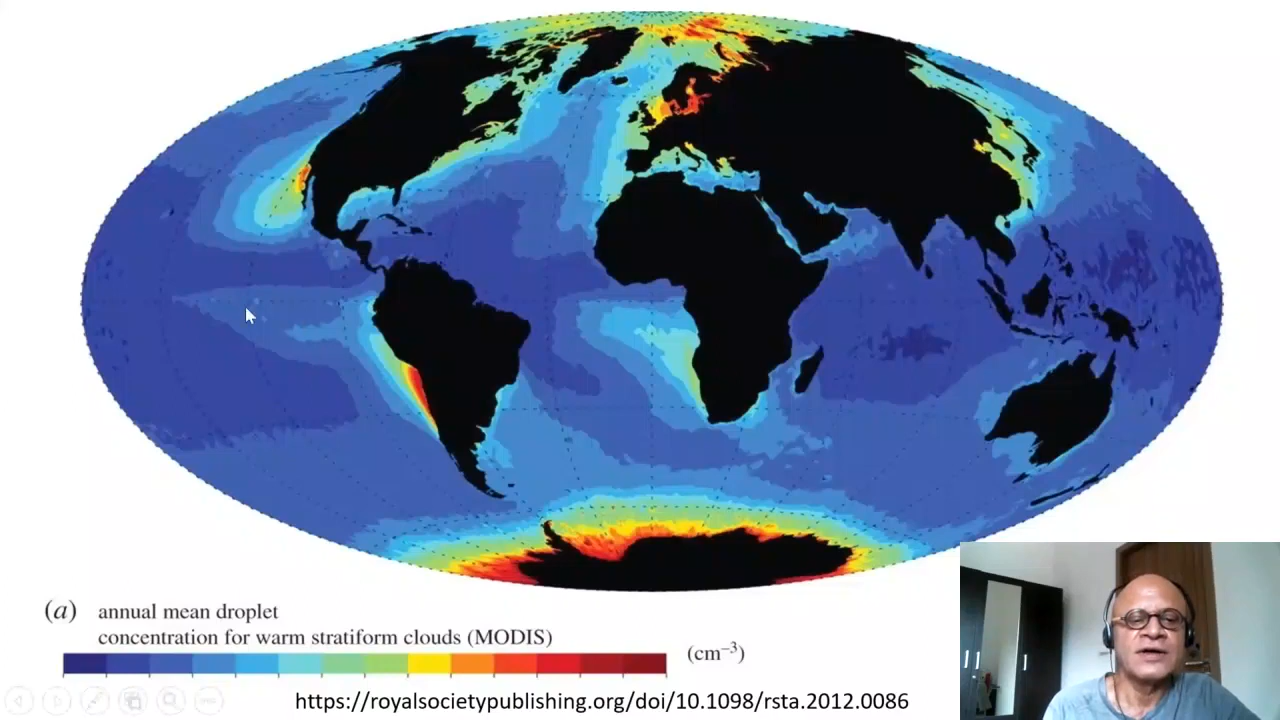 (a) annual mean droplet
concentration for warm stratiform clouds (MODIS)
(cm⁻³)
https://royalsocietypublishing.org/doi/10.1098/rsta.2012.0086